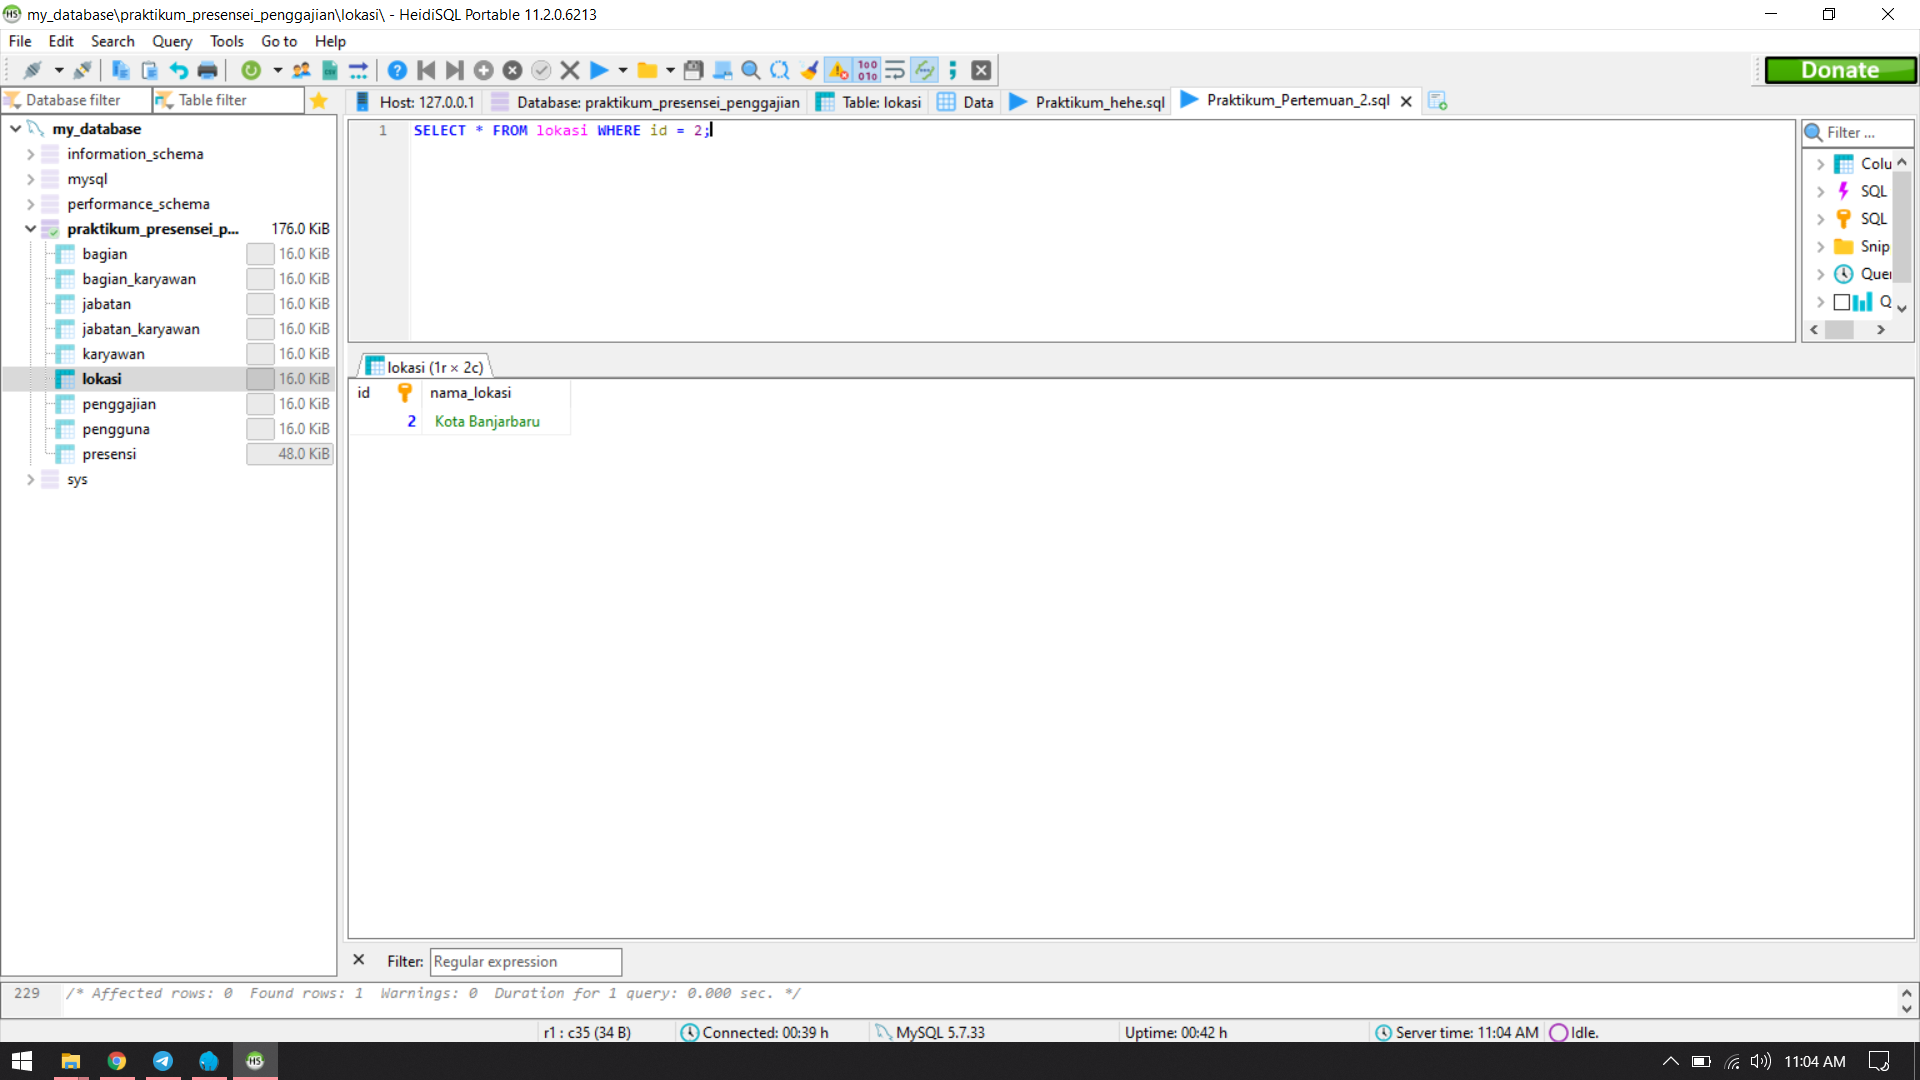 my_database\praktikum_presensei_penggajian\lokasi\ - HeidiSQL Portable 11.2.0.6213
File Edit Search Query Tools Go to Help
Donate
Database filter Table filter
Host: 127.0.0.1 Database: praktikum_presensei_penggajian Table: lokasi Data Praktikum_hehe.sql Praktikum_Pertemuan_2.sql
my_database
information_schema
mysql
performance_schema
praktikum_presensei_p... 176.0 KiB
bagian 16.0 KiB
bagian_karyawan 16.0 KiB
jabatan 16.0 KiB
jabatan_karyawan 16.0 KiB
karyawan 16.0 KiB
lokasi 16.0 KiB
penggajian 16.0 KiB
pengguna 16.0 KiB
presensi 48.0 KiB
sys
1 SELECT * FROM lokasi WHERE id = 2;
Filter ...
Colu
SQL
SQL
Snip
Quer
Q
lokasi (1r × 2c)
id nama_lokasi
2 Kota Banjarbaru
Filter: Regular expression
229 /* Affected rows: 0 Found rows: 1 Warnings: 0 Duration for 1 query: 0.000 sec. */
r1 : c35 (34 B) Connected: 00:39 h MySQL 5.7.33 Uptime: 00:42 h Server time: 11:04 AM Idle.
HS 11:04 AM